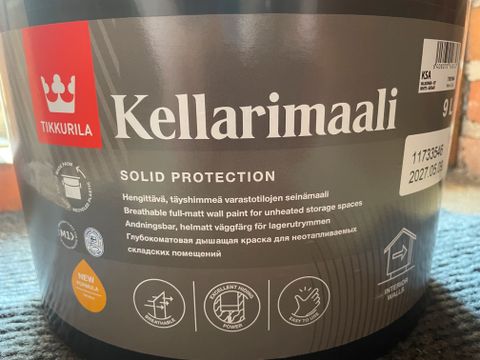 TIKKURILA
Kellarimaali
SOLID PROTECTION
Hengittävä, täyshimmeä varastotilojen seinämaali
Breathable full-matt wall paint for unheated storage spaces
Andningsbar, helmatt väggfärg för lagerutrymmen
Глубокоматовая дышащая краска для неотапливаемых
складских помещений
KSA
9 L
11733546
2027.05.09
M1
NEW
FORMULA
BREATHABLE
EXCELLENT HIDING
POWER
EASY TO USE
INTERIOR
WALLS